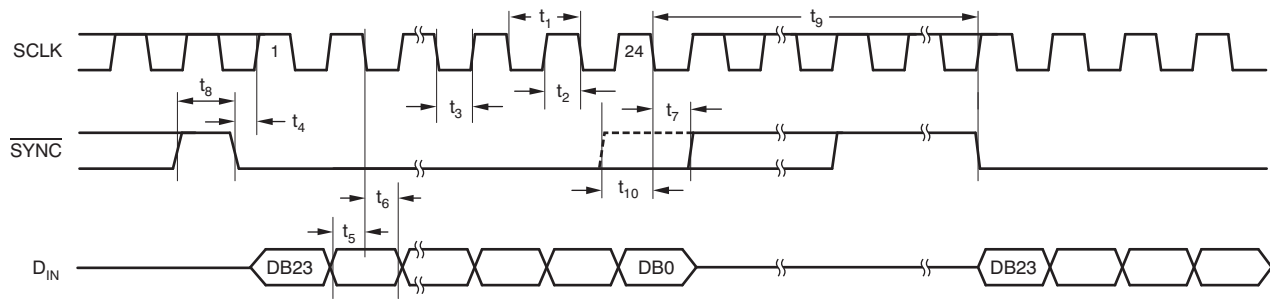 t1
t9
SCLK
1
24
t8
t3
t2
t4
t7
SYNC
t10
t6
t5
DIN
DB23
DB0
DB23